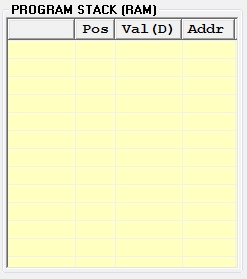 PROGRAM STACK (RAM)
Pos Val(D) Addr